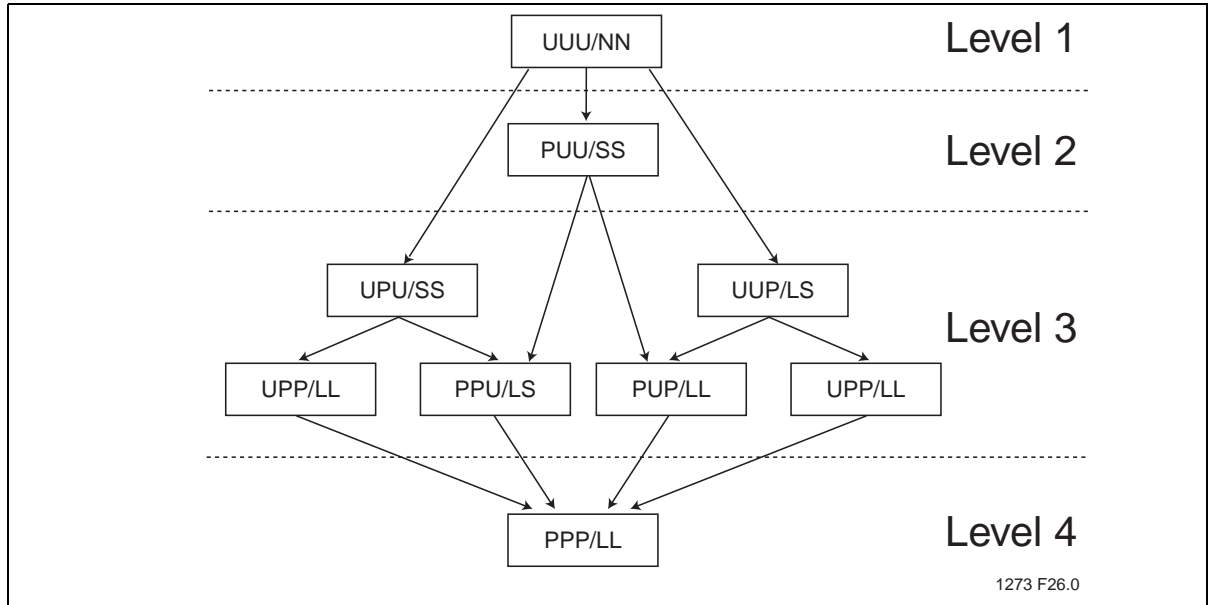 UUU/NN
Level 1
PUU/SS
Level 2
UPU/SS
UUP/LS
Level 3
UPP/LL
PPU/LS
PUP/LL
UPP/LL
PPP/LL
Level 4
1273 F26.0